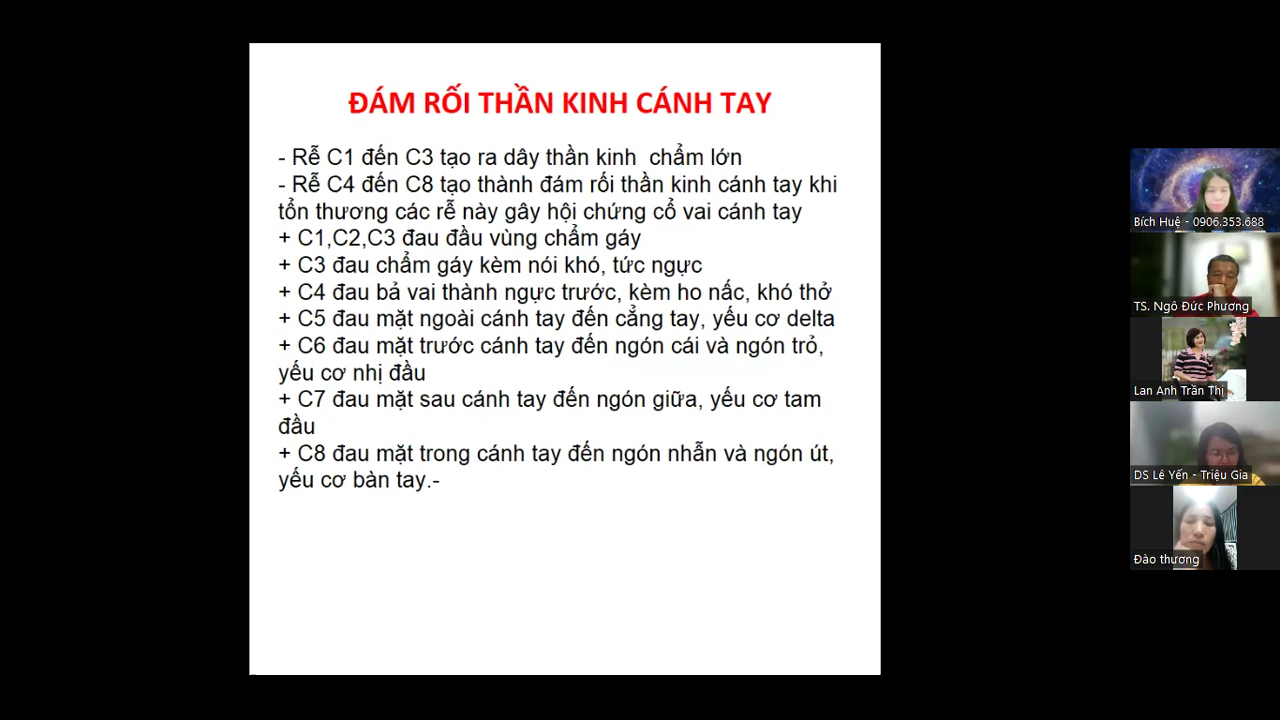 ĐÁM RỐI THẦN KINH CÁNH TAY
- Rễ C1 đến C3 tạo ra dây thần kinh  chẩm lớn
- Rễ C4 đến C8 tạo thành đám rối thần kinh cánh tay khi
tổn thương các rễ này gây hội chứng cổ vai cánh tay
+ C1,C2,C3 đau đầu vùng chẩm gáy
+ C3 đau chẩm gáy kèm nói khó, tức ngực
+ C4 đau bả vai thành ngực trước, kèm ho nấc, khó thở
+ C5 đau mặt ngoài cánh tay đến cẳng tay, yếu cơ delta
+ C6 đau mặt trước cánh tay đến ngón cái và ngón trỏ,
yếu cơ nhị đầu
+ C7 đau mặt sau cánh tay đến ngón giữa, yếu cơ tam
đầu
+ C8 đau mặt trong cánh tay đến ngón nhẫn và ngón út,
yếu cơ bàn tay.-
Bích Huệ - 0906.353.688
TS. Ngô Đức Phương
Lan Anh Trần Thị
DS Lê Yến - Triệu Gia
Đào thương